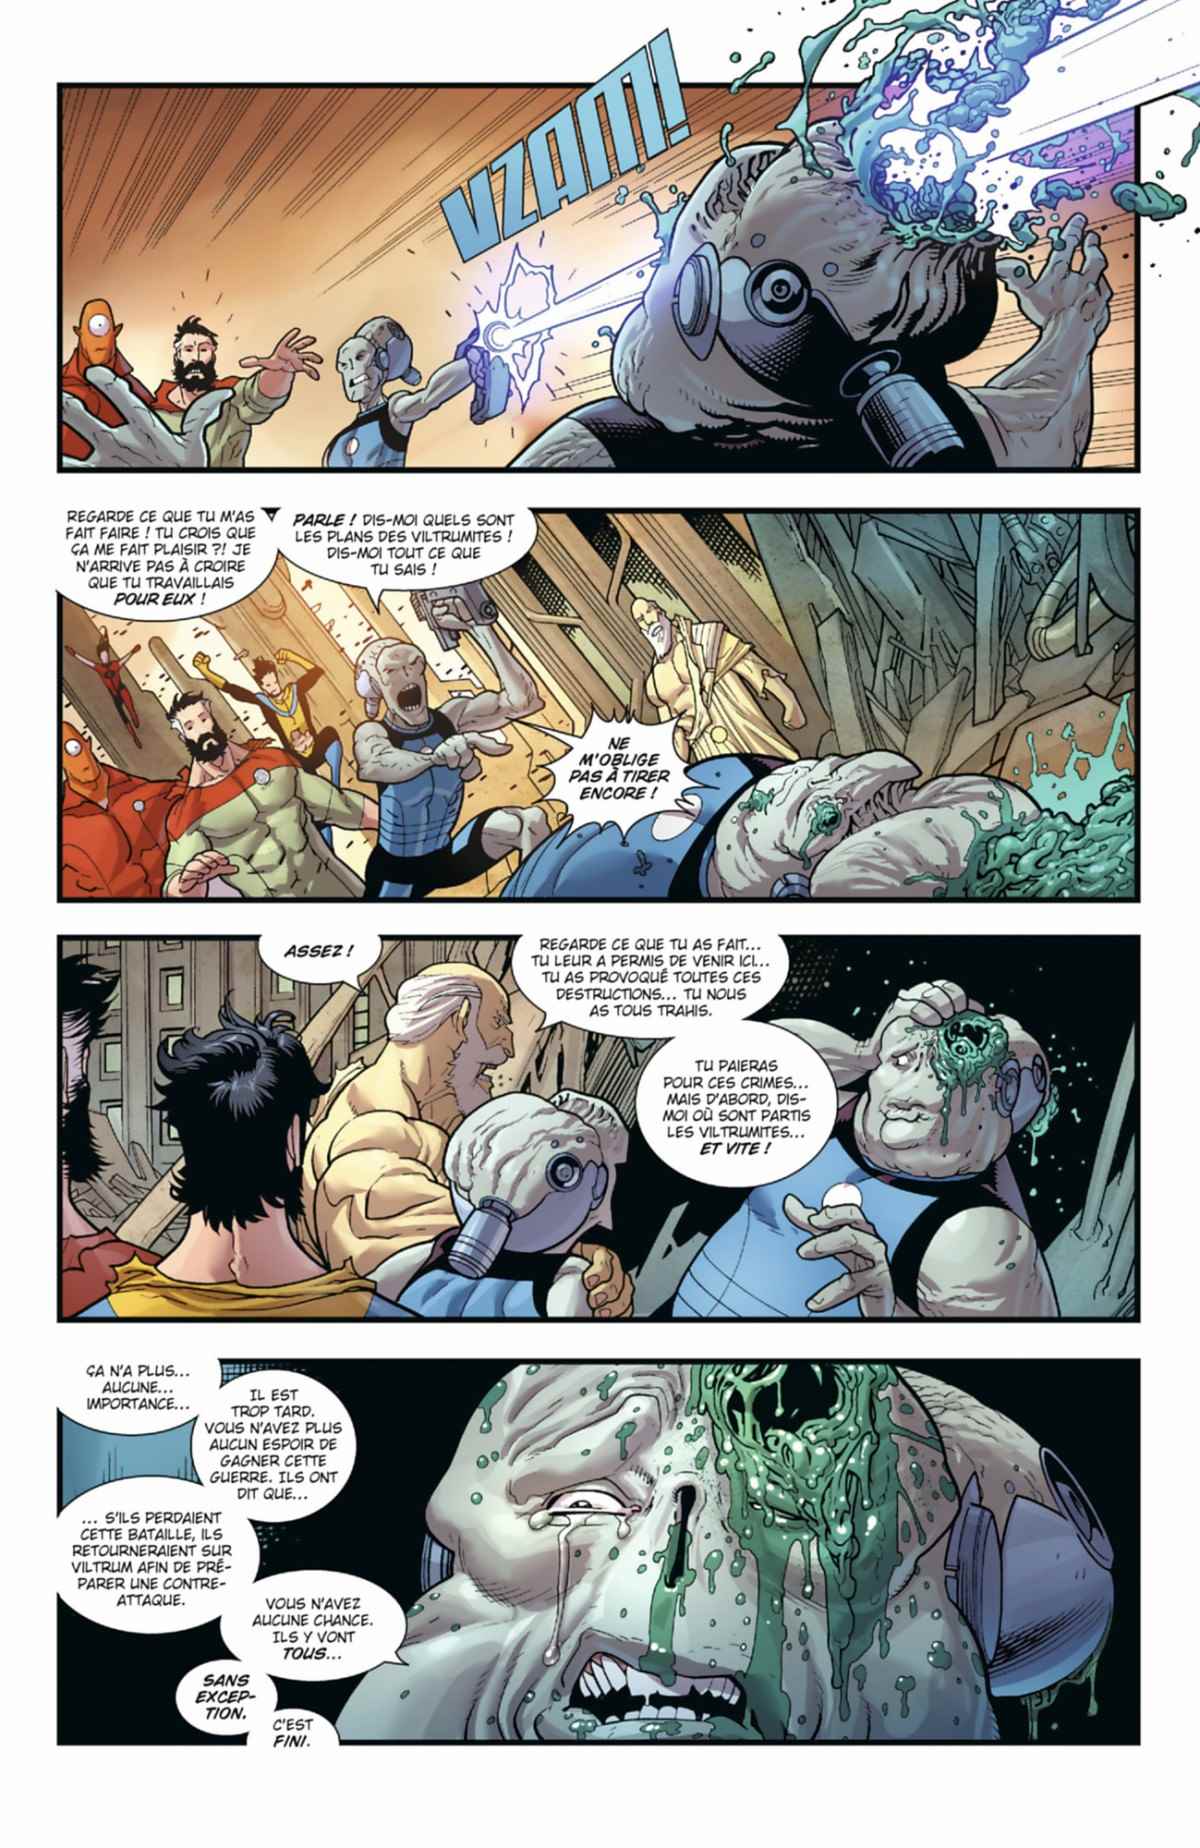 VZAM!
REGARDE CE QUE TU M'AS
FAIT FAIRE ! TU CROIS QUE
ÇA ME FAIT PLAISIR ?! JE
N'ARRIVE PAS À CROIRE
QUE TU TRAVAILLAIS
POUR EUX !
PARLE ! DIS-MOI QUELS SONT
LES PLANS DES VILTRUMITES !
DIS-MOI TOUT CE QUE
TU SAIS !
NE
M'OBLIGE
PAS À TIRER
ENCORE !
ASSEZ !
REGARDE CE QUE TU AS FAIT...
TU LEUR A PERMIS DE VENIR ICI...
TU AS PROVOQUÉ TOUTES CES
DESTRUCTIONS... TU NOUS
AS TOUS TRAHIS.
TU PAIERAS
POUR CES CRIMES...
MAIS D'ABORD, DIS-
MOI OÙ SONT PARTIS
LES VILTRUMITES...
ET VITE !
ÇA N'A PLUS...
AUCUNE...
IMPORTANCE...
IL EST
TROP TARD.
VOUS N'AVEZ PLUS
AUCUN ESPOIR DE
GAGNER CETTE
GUERRE. ILS ONT
DIT QUE...
... S'ILS PERDAIENT
CETTE BATAILLE, ILS
RETOURNERAIENT SUR
VILTRUM AFIN DE PRÉ-
PARER UNE CONTRE-
ATTAQUE.
VOUS N'AVEZ
AUCUNE CHANCE.
ILS Y VONT
TOUS...
SANS
EXCEP-
TION.
C'EST
FINI.